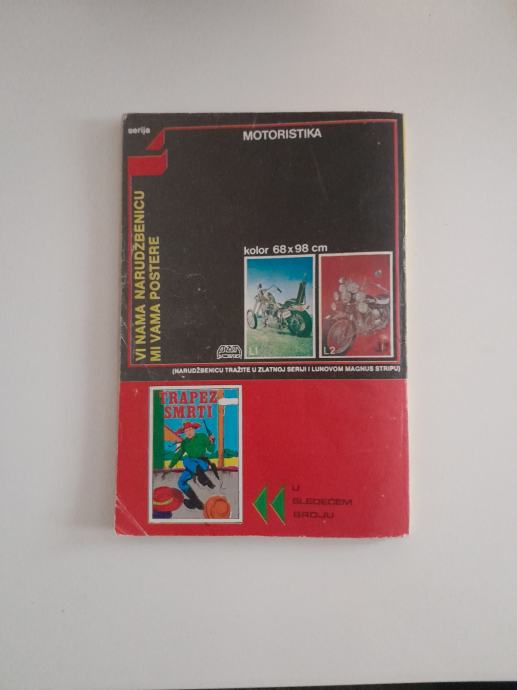 serija
MOTORISTIKA
VI NAMA NARUDŽBENICU
MI VAMA POSTERE
kolor 68 x 98 cm
L1
L2
(NARUDŽBENICU TRAŽITE U ZLATNOJ SERIJI I LUNOVOM MAGNUS STRIPU)
TRAPEZ
SMRTI
U
SLEDEĆEM
BROJU